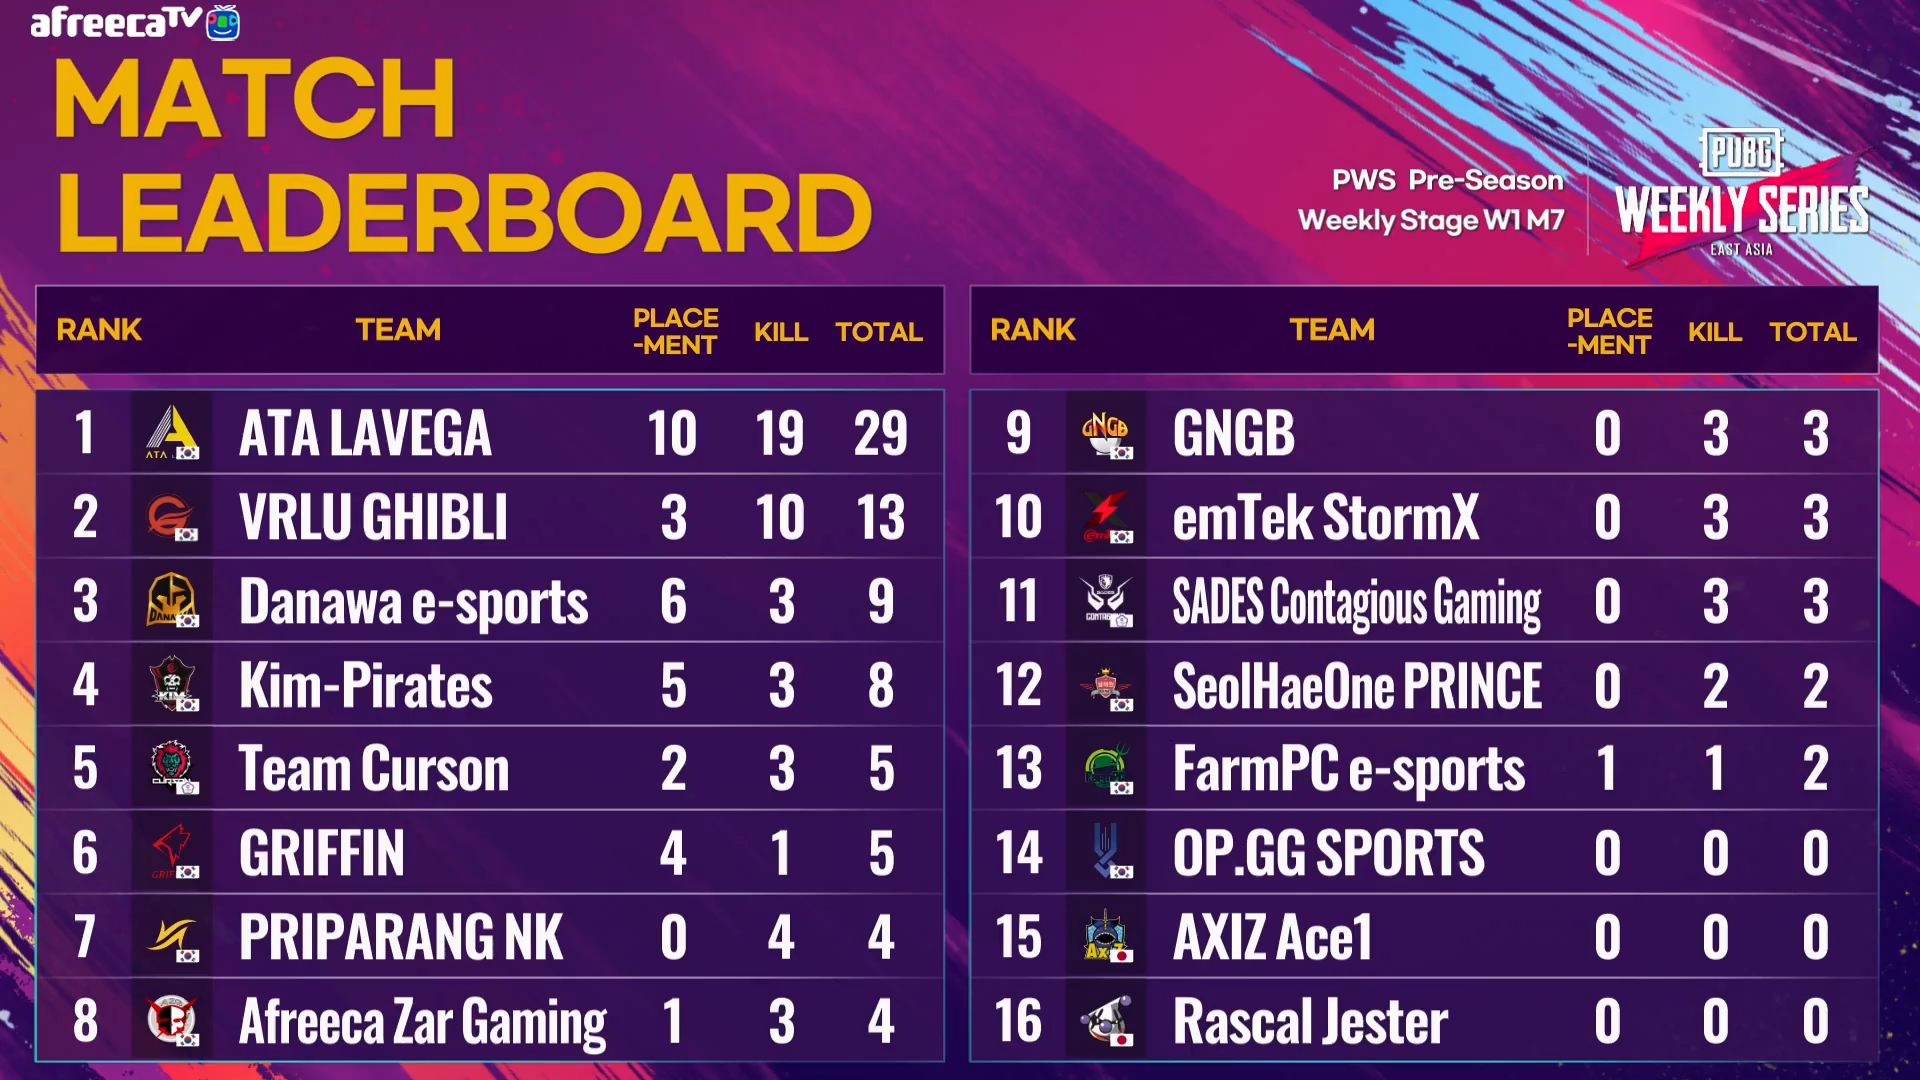 afreecaTV
MATCH
LEADERBOARD
PWS Pre-Season
Weekly Stage W1 M7
PUBG
WEEKLY SERIES
EAST ASIA
RANK TEAM PLACE-MENT KILL TOTAL
1 ATA LAVEGA 10 19 29
2 VRLU GHIBLI 3 10 13
3 Danawa e-sports 6 3 9
4 Kim-Pirates 5 3 8
5 Team Curson 2 3 5
6 GRIFFIN 4 1 5
7 PRIPARANG NK 0 4 4
8 Afreeca Zar Gaming 1 3 4
RANK TEAM PLACE-MENT KILL TOTAL
9 GNGB GNGB 0 3 3
10 emTek StormX 0 3 3
11 SADES Contagious Gaming 0 3 3
12 SeolHaeOne PRINCE 0 2 2
13 FarmPC e-sports 1 1 2
14 OP.GG SPORTS 0 0 0
15 AXIZ Ace1 0 0 0
16 Rascal Jester 0 0 0